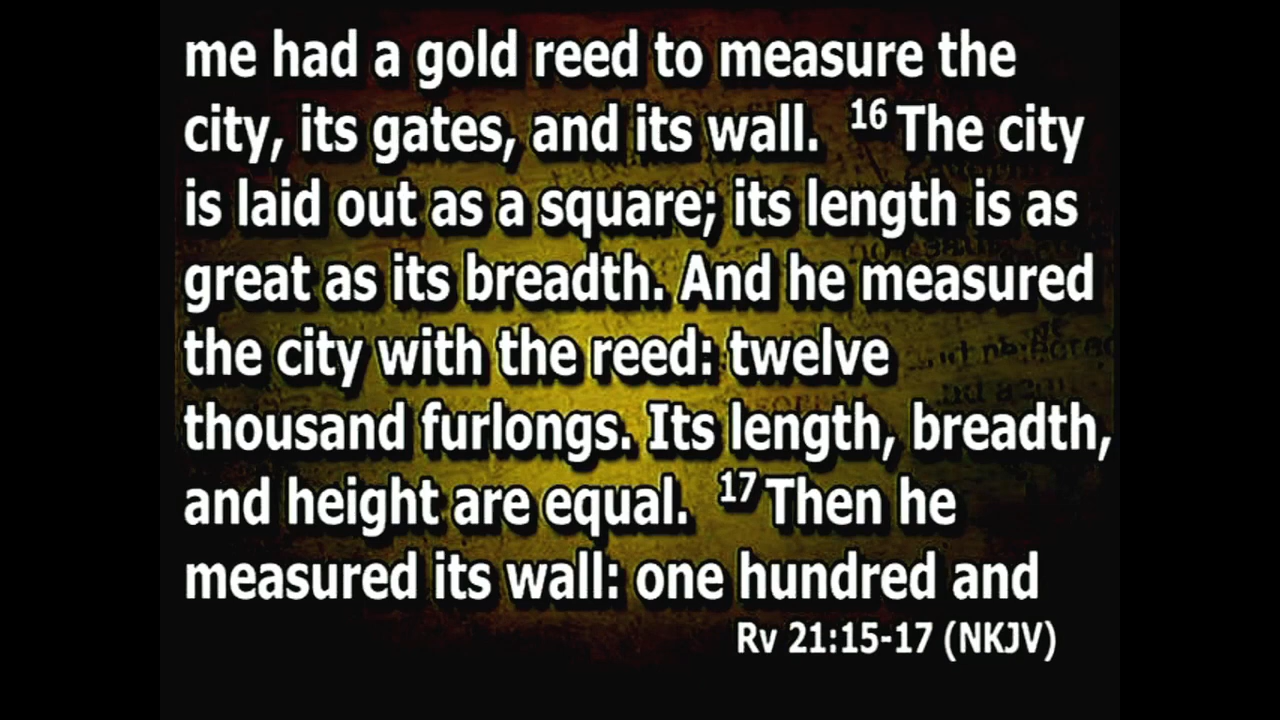 me had a gold reed to measure the
city, its gates, and its wall. 16 The city
is laid out as a square; its length is as
great as its breadth. And he measured
the city with the reed: twelve
thousand furlongs. Its length, breadth,
and height are equal. 17 Then he
measured its wall: one hundred and
Rv 21:15-17 (NKJV)